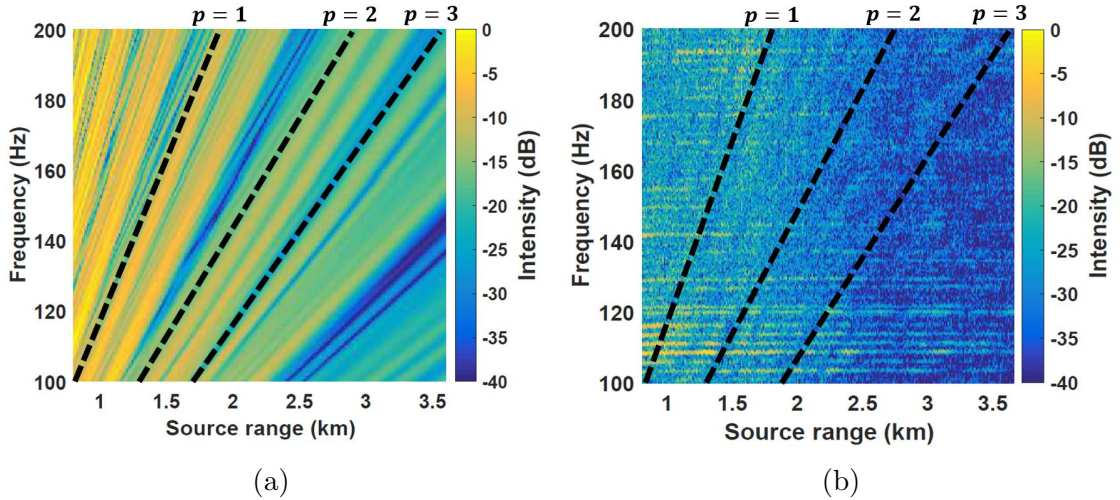 p = 1 p = 2 p = 3
200
180
160
140
120
100
Frequency (Hz)
1 1.5 2 2.5 3 3.5
Source range (km)
0
-5
-10
-15
-20
-25
-30
-35
-40
Intensity (dB)
(a)
p = 1 p = 2 p = 3
200
180
160
140
120
100
Frequency (Hz)
1 1.5 2 2.5 3 3.5
Source range (km)
0
-5
-10
-15
-20
-25
-30
-35
-40
Intensity (dB)
(b)